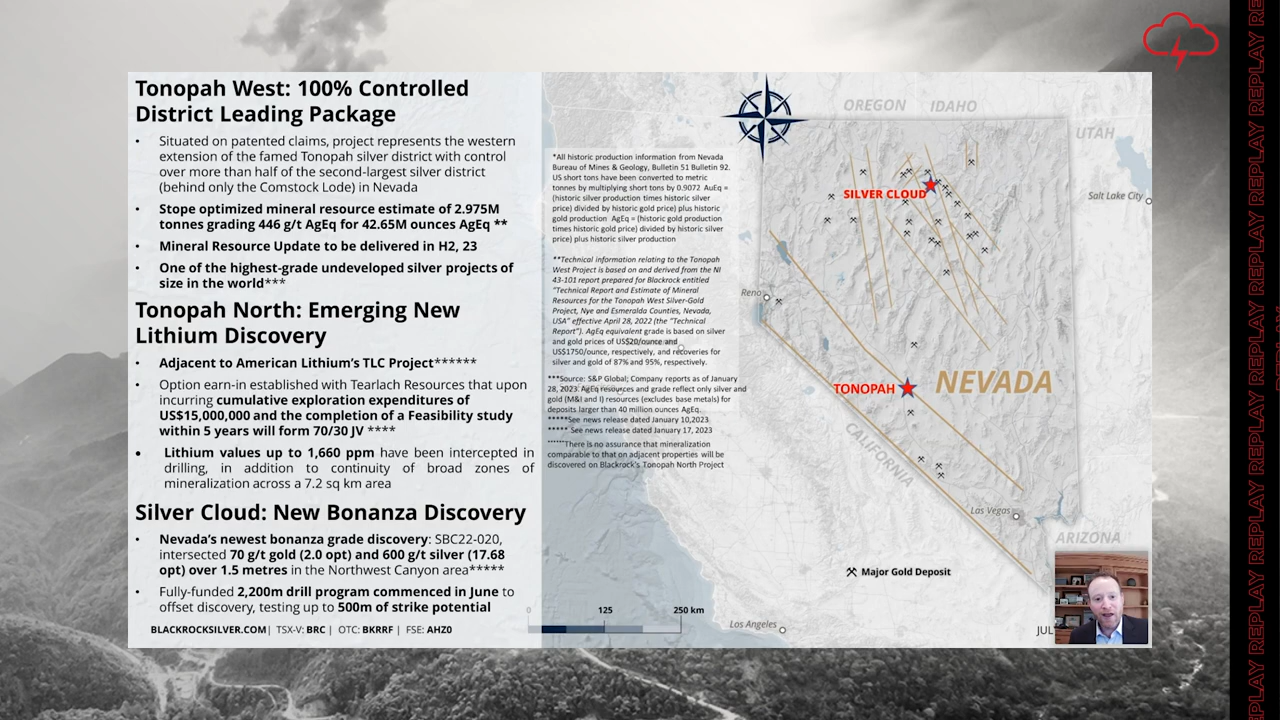 Tonopah West: 100% Controlled
District Leading Package
• Situated on patented claims, project represents the western
extension of the famed Tonopah silver district with control
over more than half of the second-largest silver district
(behind only the Comstock Lode) in Nevada
• Stope optimized mineral resource estimate of 2.975M
tonnes grading 446 g/t AgEq for 42.65M ounces AgEq **
• Mineral Resource Update to be delivered in H2, 23
• One of the highest-grade undeveloped silver projects of
size in the world***
Tonopah North: Emerging New
Lithium Discovery
• Adjacent to American Lithium's TLC Project******
• Option earn-in established with Tearlach Resources that upon
incurring cumulative exploration expenditures of
US$15,000,000 and the completion of a Feasibility study
within 5 years will form 70/30 JV ****
• Lithium values up to 1,660 ppm have been intercepted in
drilling, in addition to continuity of broad zones of
mineralization across a 7.2 sq km area
Silver Cloud: New Bonanza Discovery
• Nevada's newest bonanza grade discovery: SBC22-020,
intersected 70 g/t gold (2.0 opt) and 600 g/t silver (17.68
opt) over 1.5 metres in the Northwest Canyon area*****
• Fully-funded 2,200m drill program commenced in June to
offset discovery, testing up to 500m of strike potential
BLACKROCKSILVER.COM| TSX-V: BRC | OTC: BKRRF | FSE: AHZ0
*All historic production information from Nevada
Bureau of Mines & Geology, Bulletin 51 Bulletin 92.
US short tons have been converted to metric
tonnes by multiplying short tons by 0.9072 AuEq =
(historic silver production times historic silver
price) divided by historic gold price) plus historic
gold production AgEq = (historic gold production
times historic gold price) divided by historic silver
price) plus historic silver production
**Technical information relating to the Tonopah
West Project is based on and derived from the NI
43-101 report prepared for Blackrock entitled
"Technical Report and Estimate of Mineral
Resources for the Tonopah West Silver-Gold
Project, Nye and Esmeralda Counties, Nevada,
USA" effective April 28, 2022 (the "Technical
Report"). AgEq equivalent grade is based on silver
and gold prices of US$20/ounce and
US$1750/ounce, respectively, and recoveries for
silver and gold of 87% and 95%, respectively.
***Source: S&P Global; Company reports as of January
28, 2023. AgEq resources and grade reflect only silver and
gold (M&I and I) resources (excludes base metals) for
deposits larger than 40 million ounces AgEq.
*****See news release dated January 10,2023
***** See news release dated January 17, 2023
******There is no assurance that mineralization
comparable to that on adjacent properties will be
discovered on Blackrock's Tonopah North Project
OREGON
IDAHO
UTAH
Salt Lake City
SILVER CLOUD
Reno
TONOPAH
NEVADA
CALIFORNIA
Las Vegas
ARIZONA
Major Gold Deposit
0 125 250 km
Los Angeles
JUL
REPLAY REPLAY REPLAY REPLAY REPLAY REPLAY REPLAY REPLAY
REPLAY